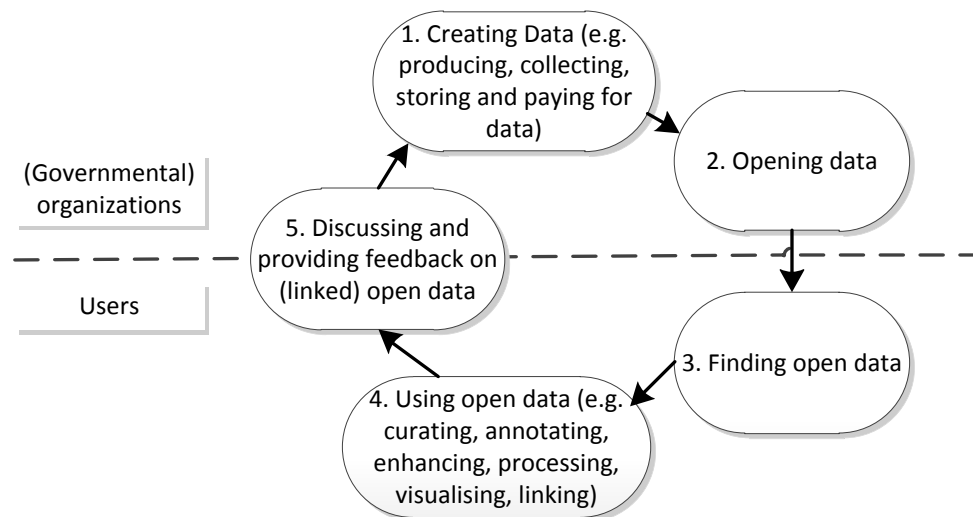 1. Creating Data (e.g.
producing, collecting,
storing and paying for
data)
2. Opening data
(Governmental)
organizations
5. Discussing and
providing feedback on
(linked) open data
Users
3. Finding open data
4. Using open data (e.g.
curating, annotating,
enhancing, processing,
visualising, linking)